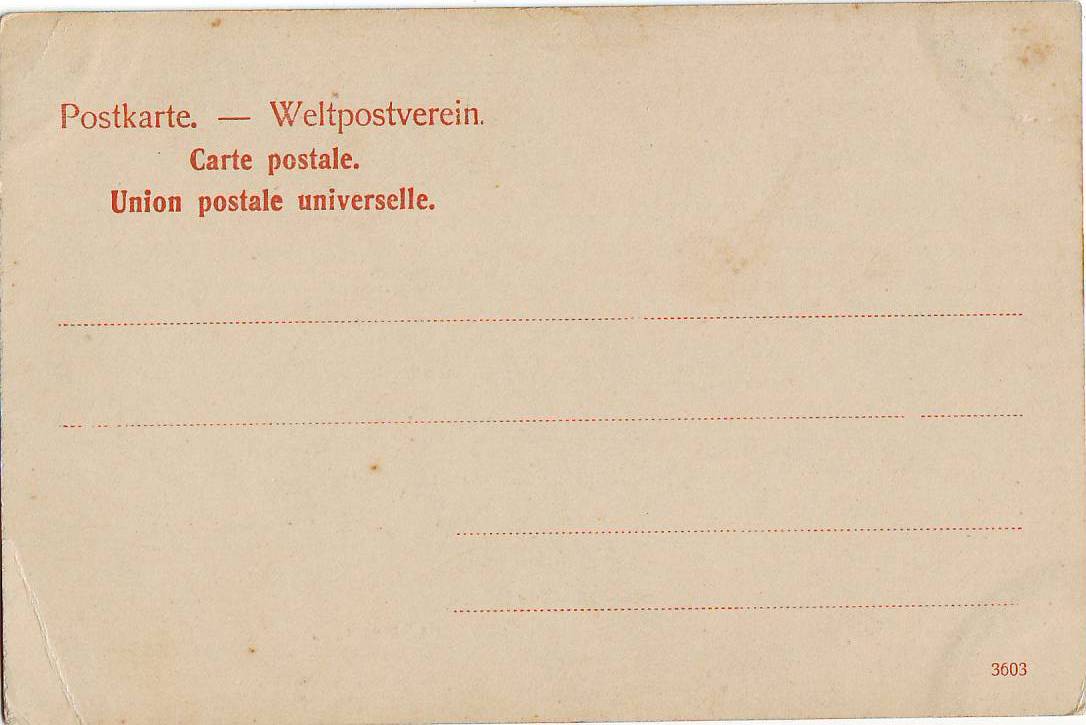 Postkarte. — Weltpostverein.
Carte postale.
Union postale universelle.
3603